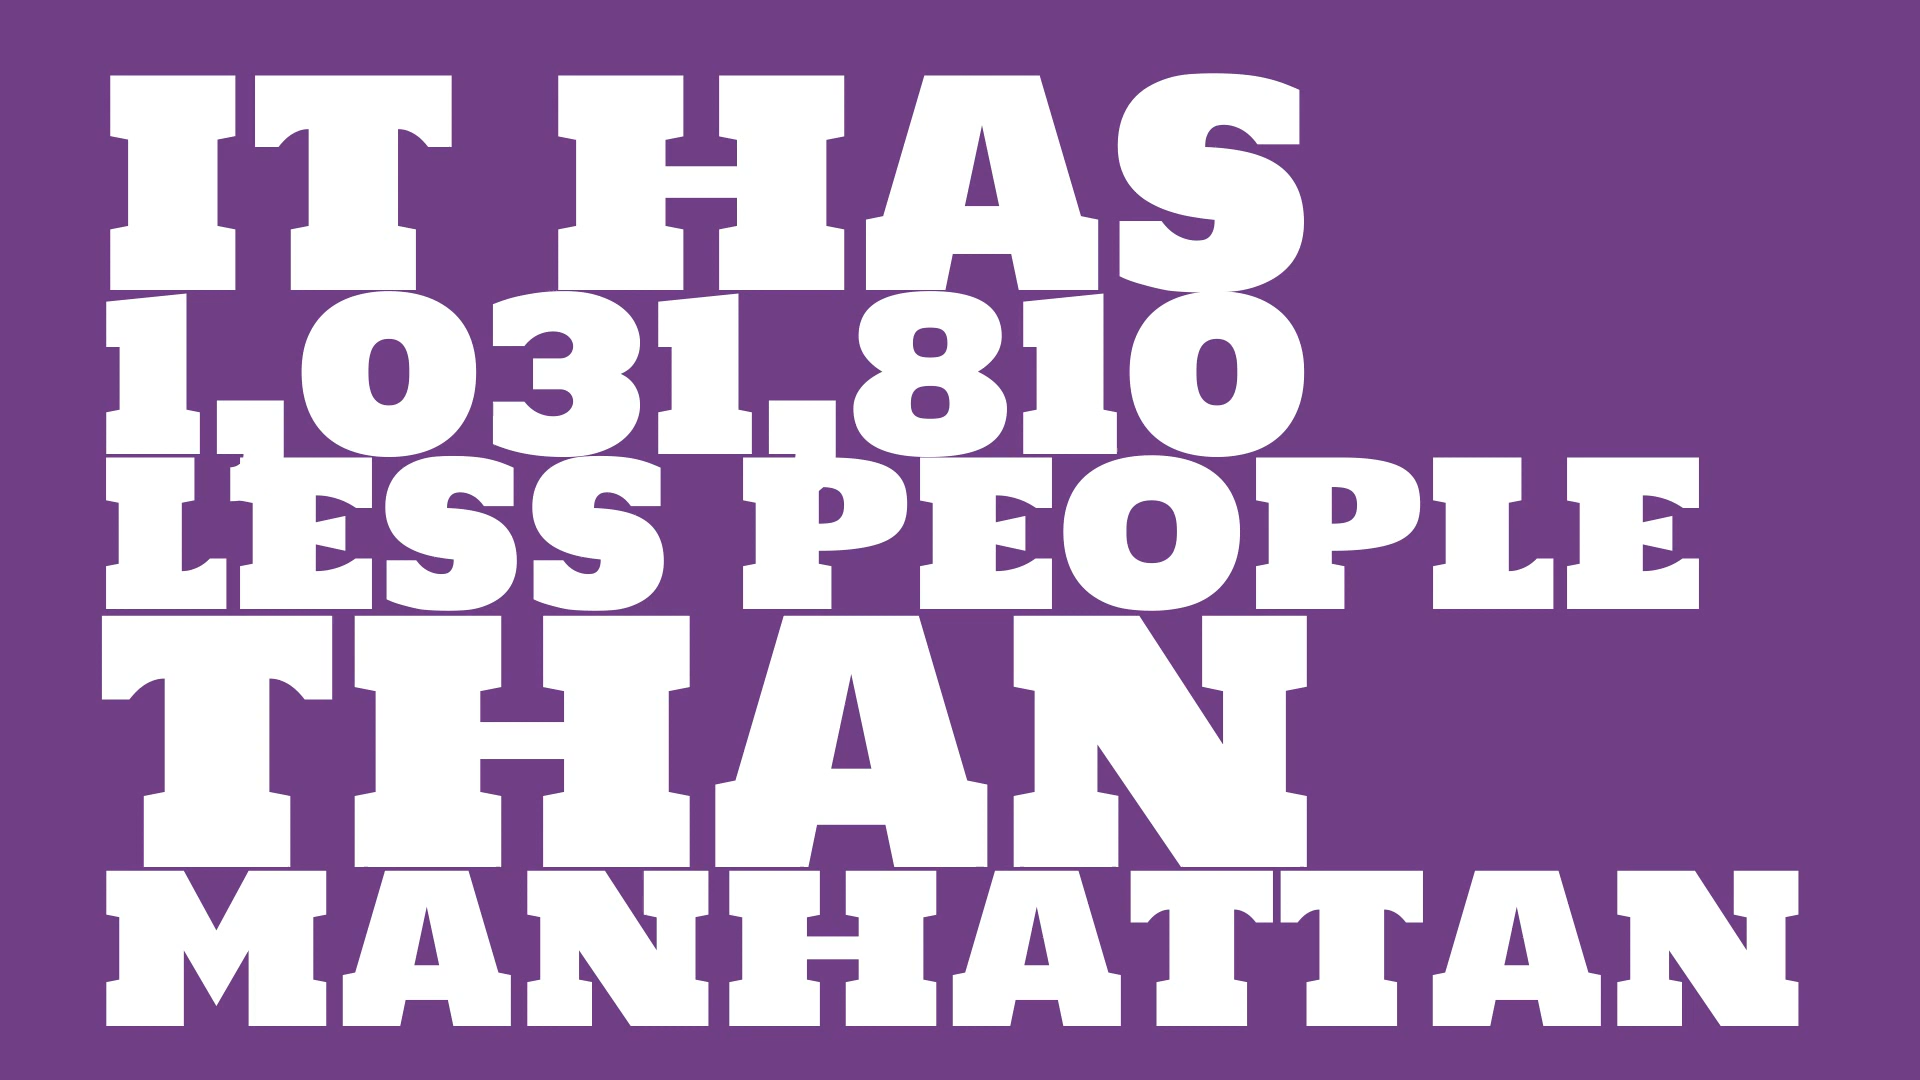 IT HAS
1,031,810
LESS PEOPLE
THAN
MANHATTAN